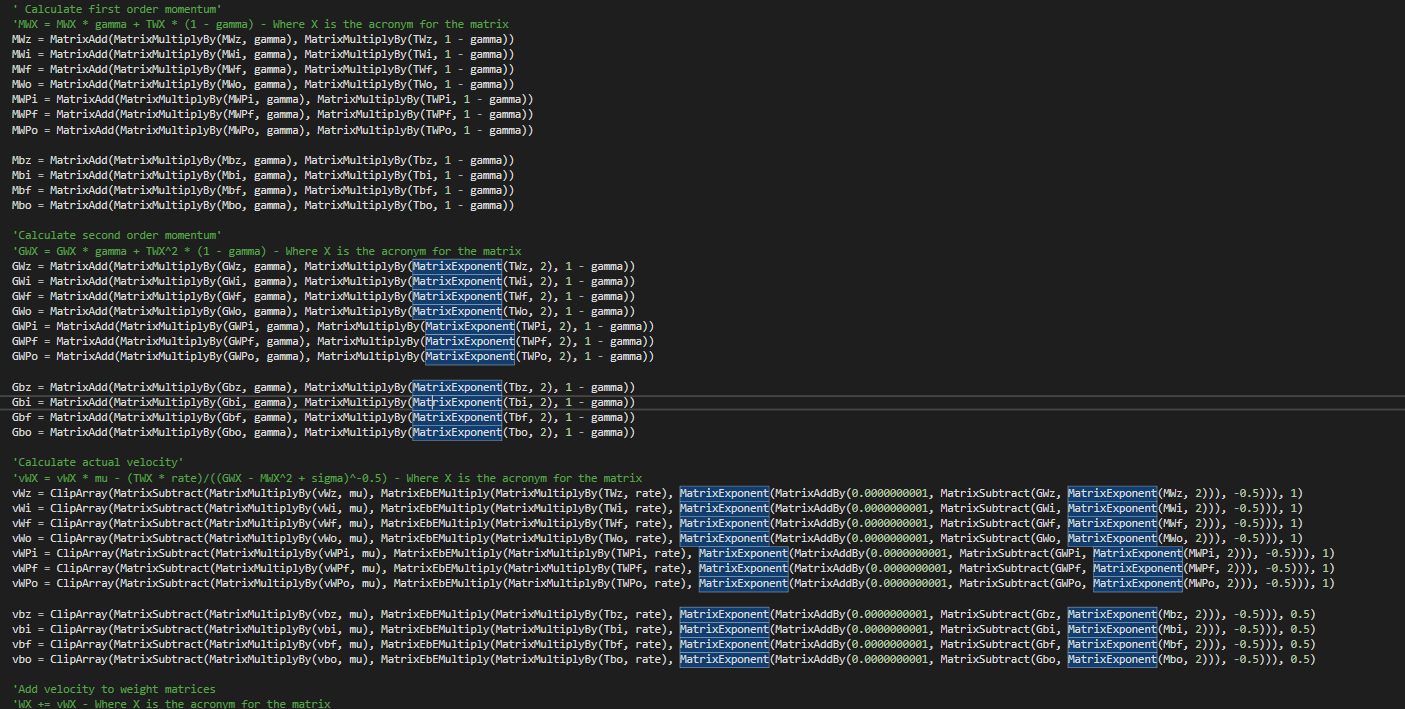 ' Calculate first order momentum'
'MWX = MWX * gamma + TWX * (1 - gamma) - Where X is the acronym for the matrix
MWz = MatrixAdd(MatrixMultiplyBy(MWz, gamma), MatrixMultiplyBy(TWz, 1 - gamma))
MWi = MatrixAdd(MatrixMultiplyBy(MWi, gamma), MatrixMultiplyBy(TWi, 1 - gamma))
MWf = MatrixAdd(MatrixMultiplyBy(MWf, gamma), MatrixMultiplyBy(TWf, 1 - gamma))
MWo = MatrixAdd(MatrixMultiplyBy(MWo, gamma), MatrixMultiplyBy(TWo, 1 - gamma))
MWPi = MatrixAdd(MatrixMultiplyBy(MWPi, gamma), MatrixMultiplyBy(TWPi, 1 - gamma))
MWPf = MatrixAdd(MatrixMultiplyBy(MWPf, gamma), MatrixMultiplyBy(TWPf, 1 - gamma))
MWPo = MatrixAdd(MatrixMultiplyBy(MWPo, gamma), MatrixMultiplyBy(TWPo, 1 - gamma))
Mbz = MatrixAdd(MatrixMultiplyBy(Mbz, gamma), MatrixMultiplyBy(Tbz, 1 - gamma))
Mbi = MatrixAdd(MatrixMultiplyBy(Mbi, gamma), MatrixMultiplyBy(Tbi, 1 - gamma))
Mbf = MatrixAdd(MatrixMultiplyBy(Mbf, gamma), MatrixMultiplyBy(Tbf, 1 - gamma))
Mbo = MatrixAdd(MatrixMultiplyBy(Mbo, gamma), MatrixMultiplyBy(Tbo, 1 - gamma))
'Calculate second order momentum'
'GWX = GWX * gamma + TWX^2 * (1 - gamma) - Where X is the acronym for the matrix
GWz = MatrixAdd(MatrixMultiplyBy(GWz, gamma), MatrixMultiplyBy(MatrixExponent(TWz, 2), 1 - gamma))
GWi = MatrixAdd(MatrixMultiplyBy(GWi, gamma), MatrixMultiplyBy(MatrixExponent(TWi, 2), 1 - gamma))
GWf = MatrixAdd(MatrixMultiplyBy(GWf, gamma), MatrixMultiplyBy(MatrixExponent(TWf, 2), 1 - gamma))
GWo = MatrixAdd(MatrixMultiplyBy(GWo, gamma), MatrixMultiplyBy(MatrixExponent(TWo, 2), 1 - gamma))
GWPi = MatrixAdd(MatrixMultiplyBy(GWPi, gamma), MatrixMultiplyBy(MatrixExponent(TWPi, 2), 1 - gamma))
GWPf = MatrixAdd(MatrixMultiplyBy(GWPf, gamma), MatrixMultiplyBy(MatrixExponent(TWPf, 2), 1 - gamma))
GWPo = MatrixAdd(MatrixMultiplyBy(GWPo, gamma), MatrixMultiplyBy(MatrixExponent(TWPo, 2), 1 - gamma))
Gbz = MatrixAdd(MatrixMultiplyBy(Gbz, gamma), MatrixMultiplyBy(MatrixExponent(Tbz, 2), 1 - gamma))
Gbi = MatrixAdd(MatrixMultiplyBy(Gbi, gamma), MatrixMultiplyBy(MatrixExponent(Tbi, 2), 1 - gamma))
Gbf = MatrixAdd(MatrixMultiplyBy(Gbf, gamma), MatrixMultiplyBy(MatrixExponent(Tbf, 2), 1 - gamma))
Gbo = MatrixAdd(MatrixMultiplyBy(Gbo, gamma), MatrixMultiplyBy(MatrixExponent(Tbo, 2), 1 - gamma))
'Calculate actual velocity'
'vWX = vWX * mu - (TWX * rate)/((GWX - MWX^2 + sigma)^-0.5) - Where X is the acronym for the matrix
vWz = ClipArray(MatrixSubtract(MatrixMultiplyBy(vWz, mu), MatrixEbEMultiply(MatrixMultiplyBy(TWz, rate), MatrixExponent(MatrixAddBy(0.0000000001, MatrixSubtract(GWz, MatrixExponent(MWz, 2))), -0.5))), 1)
vWi = ClipArray(MatrixSubtract(MatrixMultiplyBy(vWi, mu), MatrixEbEMultiply(MatrixMultiplyBy(TWi, rate), MatrixExponent(MatrixAddBy(0.0000000001, MatrixSubtract(GWi, MatrixExponent(MWi, 2))), -0.5))), 1)
vWf = ClipArray(MatrixSubtract(MatrixMultiplyBy(vWf, mu), MatrixEbEMultiply(MatrixMultiplyBy(TWf, rate), MatrixExponent(MatrixAddBy(0.0000000001, MatrixSubtract(GWf, MatrixExponent(MWf, 2))), -0.5))), 1)
vWo = ClipArray(MatrixSubtract(MatrixMultiplyBy(vWo, mu), MatrixEbEMultiply(MatrixMultiplyBy(TWo, rate), MatrixExponent(MatrixAddBy(0.0000000001, MatrixSubtract(GWo, MatrixExponent(MWo, 2))), -0.5))), 1)
vWPi = ClipArray(MatrixSubtract(MatrixMultiplyBy(vWPi, mu), MatrixEbEMultiply(MatrixMultiplyBy(TWPi, rate), MatrixExponent(MatrixAddBy(0.0000000001, MatrixSubtract(GWPi, MatrixExponent(MWPi, 2))), -0.5))), 1)
vWPf = ClipArray(MatrixSubtract(MatrixMultiplyBy(vWPf, mu), MatrixEbEMultiply(MatrixMultiplyBy(TWPf, rate), MatrixExponent(MatrixAddBy(0.0000000001, MatrixSubtract(GWPf, MatrixExponent(MWPf, 2))), -0.5))), 1)
vWPo = ClipArray(MatrixSubtract(MatrixMultiplyBy(vWPo, mu), MatrixEbEMultiply(MatrixMultiplyBy(TWPo, rate), MatrixExponent(MatrixAddBy(0.0000000001, MatrixSubtract(GWPo, MatrixExponent(MWPo, 2))), -0.5))), 1)
vbz = ClipArray(MatrixSubtract(MatrixMultiplyBy(vbz, mu), MatrixEbEMultiply(MatrixMultiplyBy(Tbz, rate), MatrixExponent(MatrixAddBy(0.0000000001, MatrixSubtract(Gbz, MatrixExponent(Mbz, 2))), -0.5))), 0.5)
vbi = ClipArray(MatrixSubtract(MatrixMultiplyBy(vbi, mu), MatrixEbEMultiply(MatrixMultiplyBy(Tbi, rate), MatrixExponent(MatrixAddBy(0.0000000001, MatrixSubtract(Gbi, MatrixExponent(Mbi, 2))), -0.5))), 0.5)
vbf = ClipArray(MatrixSubtract(MatrixMultiplyBy(vbf, mu), MatrixEbEMultiply(MatrixMultiplyBy(Tbf, rate), MatrixExponent(MatrixAddBy(0.0000000001, MatrixSubtract(Gbf, MatrixExponent(Mbf, 2))), -0.5))), 0.5)
vbo = ClipArray(MatrixSubtract(MatrixMultiplyBy(vbo, mu), MatrixEbEMultiply(MatrixMultiplyBy(Tbo, rate), MatrixExponent(MatrixAddBy(0.0000000001, MatrixSubtract(Gbo, MatrixExponent(Mbo, 2))), -0.5))), 0.5)
'Add velocity to weight matrices
'WX += vWX - Where X is the acronym for the matrix